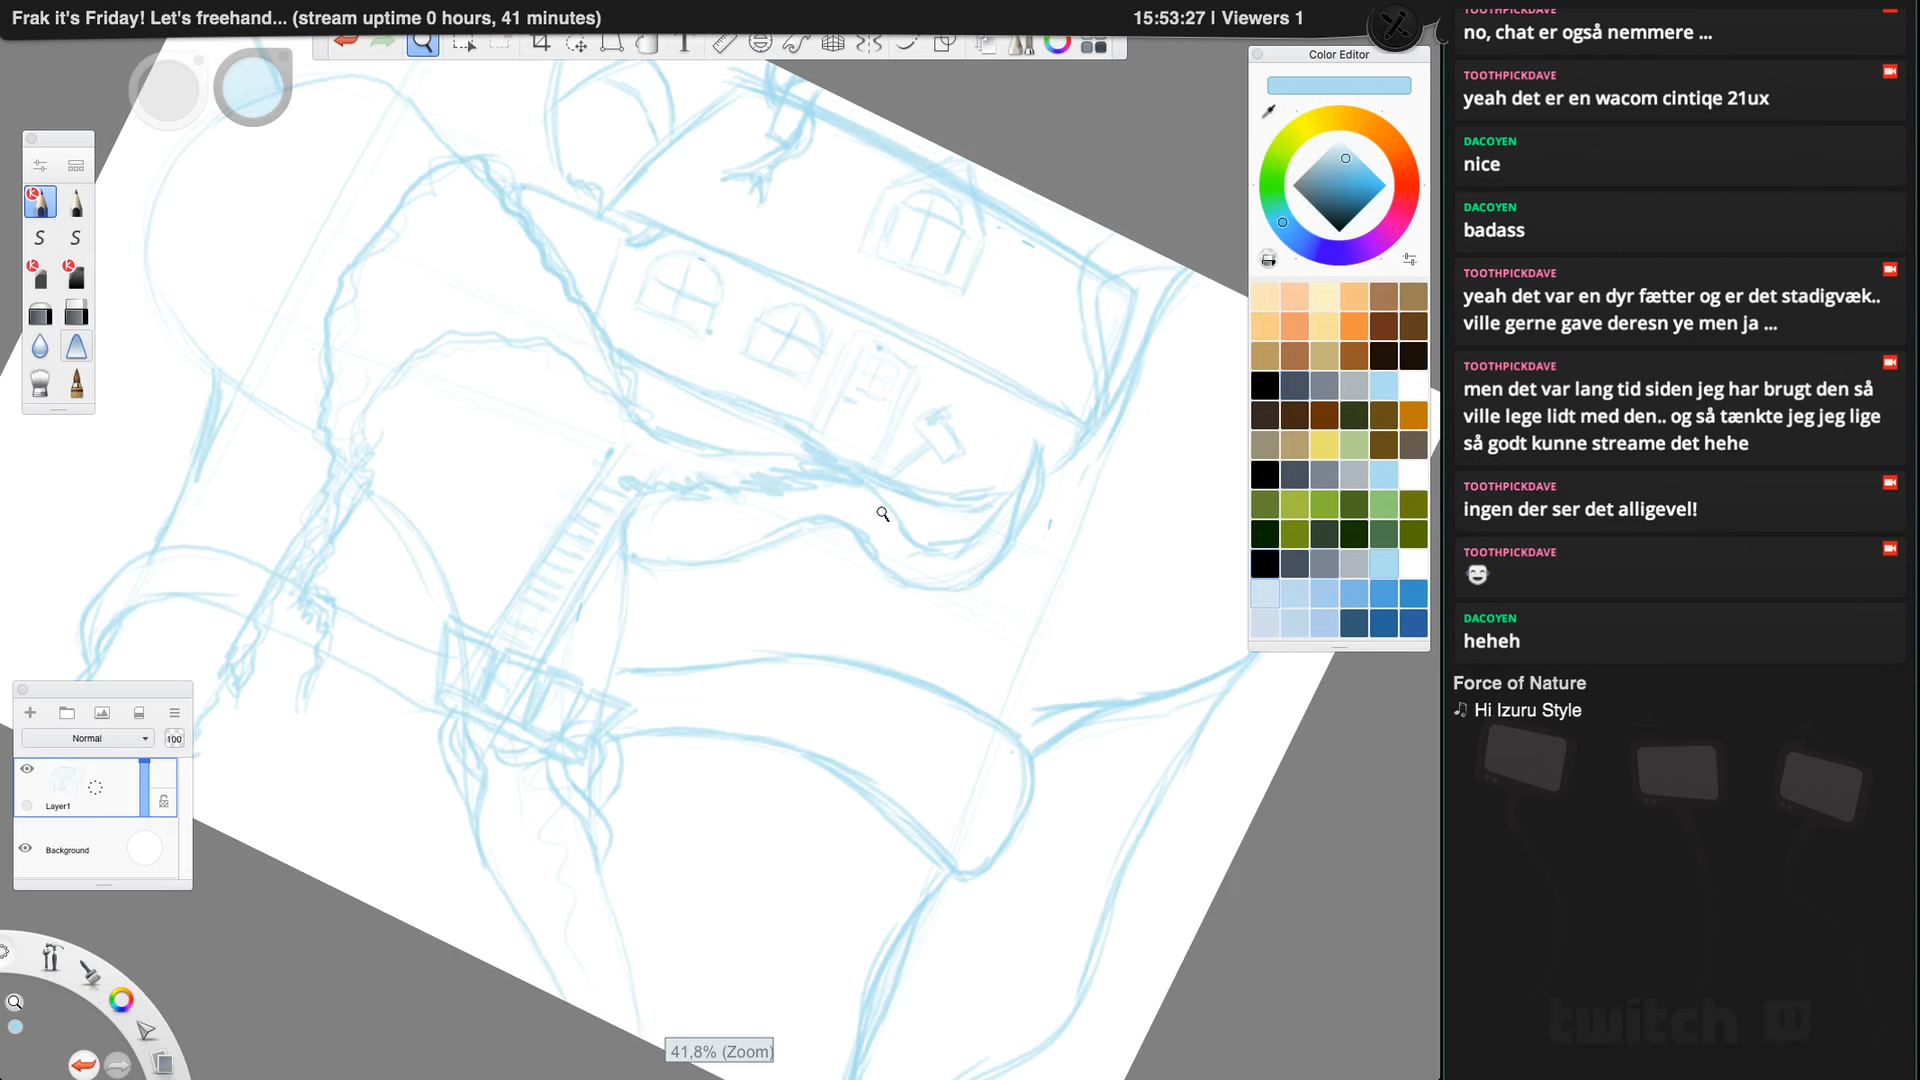 Frak it's Friday! Let's freehand... (stream uptime 0 hours, 41 minutes)
15:53:27 | Viewers 1
Color Editor
Normal
100
Layer1
Background
41,8% (Zoom)
TOOTHPICKDAVE
no, chat er også nemmere ...
TOOTHPICKDAVE
yeah det er en wacom cintiqe 21ux
DACOYEN
nice
DACOYEN
badass
TOOTHPICKDAVE
yeah det var en dyr fætter og er det stadigvæk..
ville gerne gave deresn ye men ja ...
TOOTHPICKDAVE
men det var lang tid siden jeg har brugt den så
ville lege lidt med den.. og så tænkte jeg jeg lige
så godt kunne streame det hehe
TOOTHPICKDAVE
ingen der ser det alligevel!
TOOTHPICKDAVE
DACOYEN
heheh
Force of Nature
Hi Izuru Style
twitch